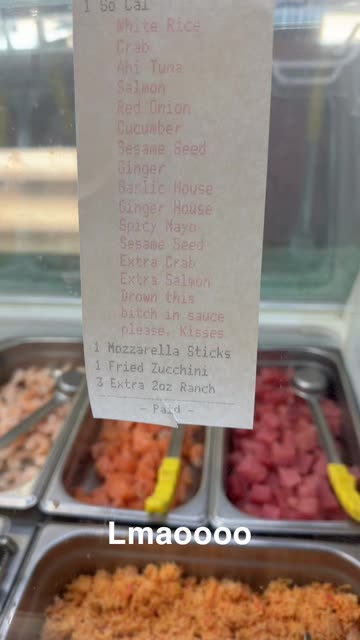 1 So Cal
White Rice
Crab
Ahi Tuna
Salmon
Red Onion
Cucumber
Sesame Seed
Ginger
Garlic House
Ginger House
Spicy Mayo
Sesame Seed
Extra Crab
Extra Salmon
Drown this
bitch in sauce
please. Kisses
1 Mozzarella Sticks
1 Fried Zucchini
3 Extra 2oz Ranch
- Paid -
Lmaoooo